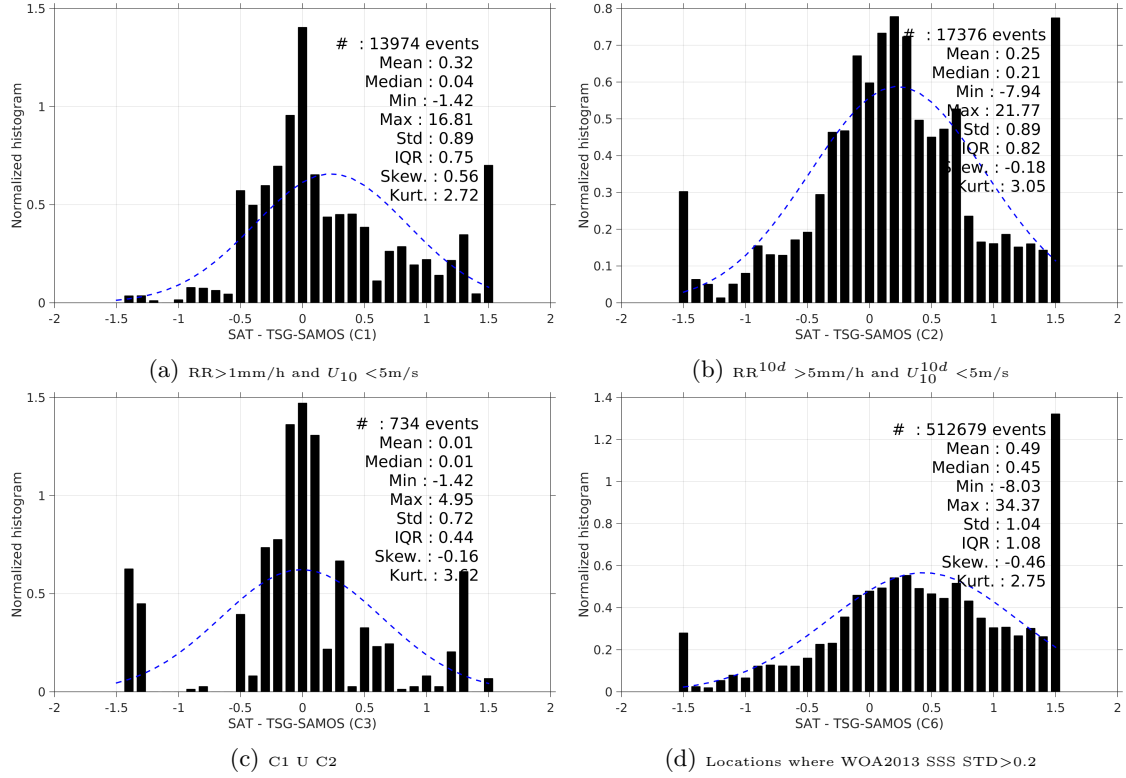 1.5
1
0.5
0
-2
-1.5
-1
-0.5
0
0.5
1
1.5
2
Normalized histogram
SAT - TSG-SAMOS (C1)
# : 13974 events
Mean : 0.32
Median : 0.04
Min : -1.42
Max : 16.81
Std : 0.89
IQR : 0.75
Skew. : 0.56
Kurt. : 2.72
(a) RR>1mm/h and U10 <5m/s
0.8
0.7
0.6
0.5
0.4
0.3
0.2
0.1
0
-2
-1.5
-1
-0.5
0
0.5
1
1.5
2
Normalized histogram
SAT - TSG-SAMOS (C2)
# : 17376 events
Mean : 0.25
Median : 0.21
Min : -7.94
Max : 21.77
Std : 0.89
IQR : 0.82
Skew. : -0.18
Kurt. : 3.05
(b) RR^10d >5mm/h and U10^10d <5m/s
1.5
1
0.5
0
-2
-1.5
-1
-0.5
0
0.5
1
1.5
2
Normalized histogram
SAT - TSG-SAMOS (C3)
# : 734 events
Mean : 0.01
Median : 0.01
Min : -1.42
Max : 4.95
Std : 0.72
IQR : 0.44
Skew. : -0.16
Kurt. : 3.62
(c) C1 U C2
1.4
1.2
1
0.8
0.6
0.4
0.2
0
-2
-1.5
-1
-0.5
0
0.5
1
1.5
2
Normalized histogram
SAT - TSG-SAMOS (C6)
# : 512679 events
Mean : 0.49
Median : 0.45
Min : -8.03
Max : 34.37
Std : 1.04
IQR : 1.08
Skew. : -0.46
Kurt. : 2.75
(d) Locations where WOA2013 SSS STD>0.2